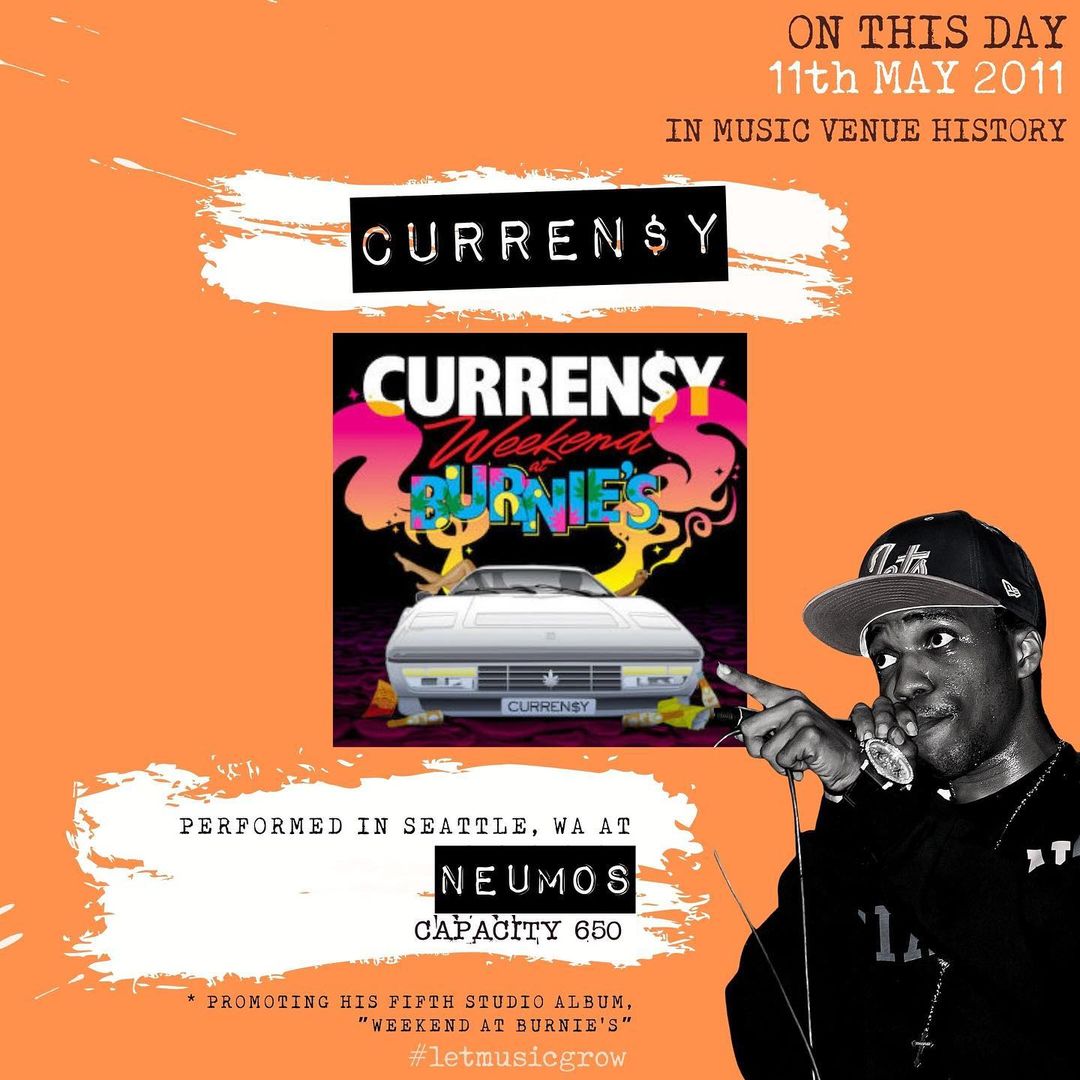 ON THIS DAY
11th MAY 2011
IN MUSIC VENUE HISTORY
CURREN$Y
CURREN$Y
Weekend
at
BURNIE'S
CURREN$Y
Jets
PERFORMED IN SEATTLE, WA AT
NEUMOS
CAPACITY 650
* PROMOTING HIS FIFTH STUDIO ALBUM,
"WEEKEND AT BURNIE'S"
#letmusicgrow